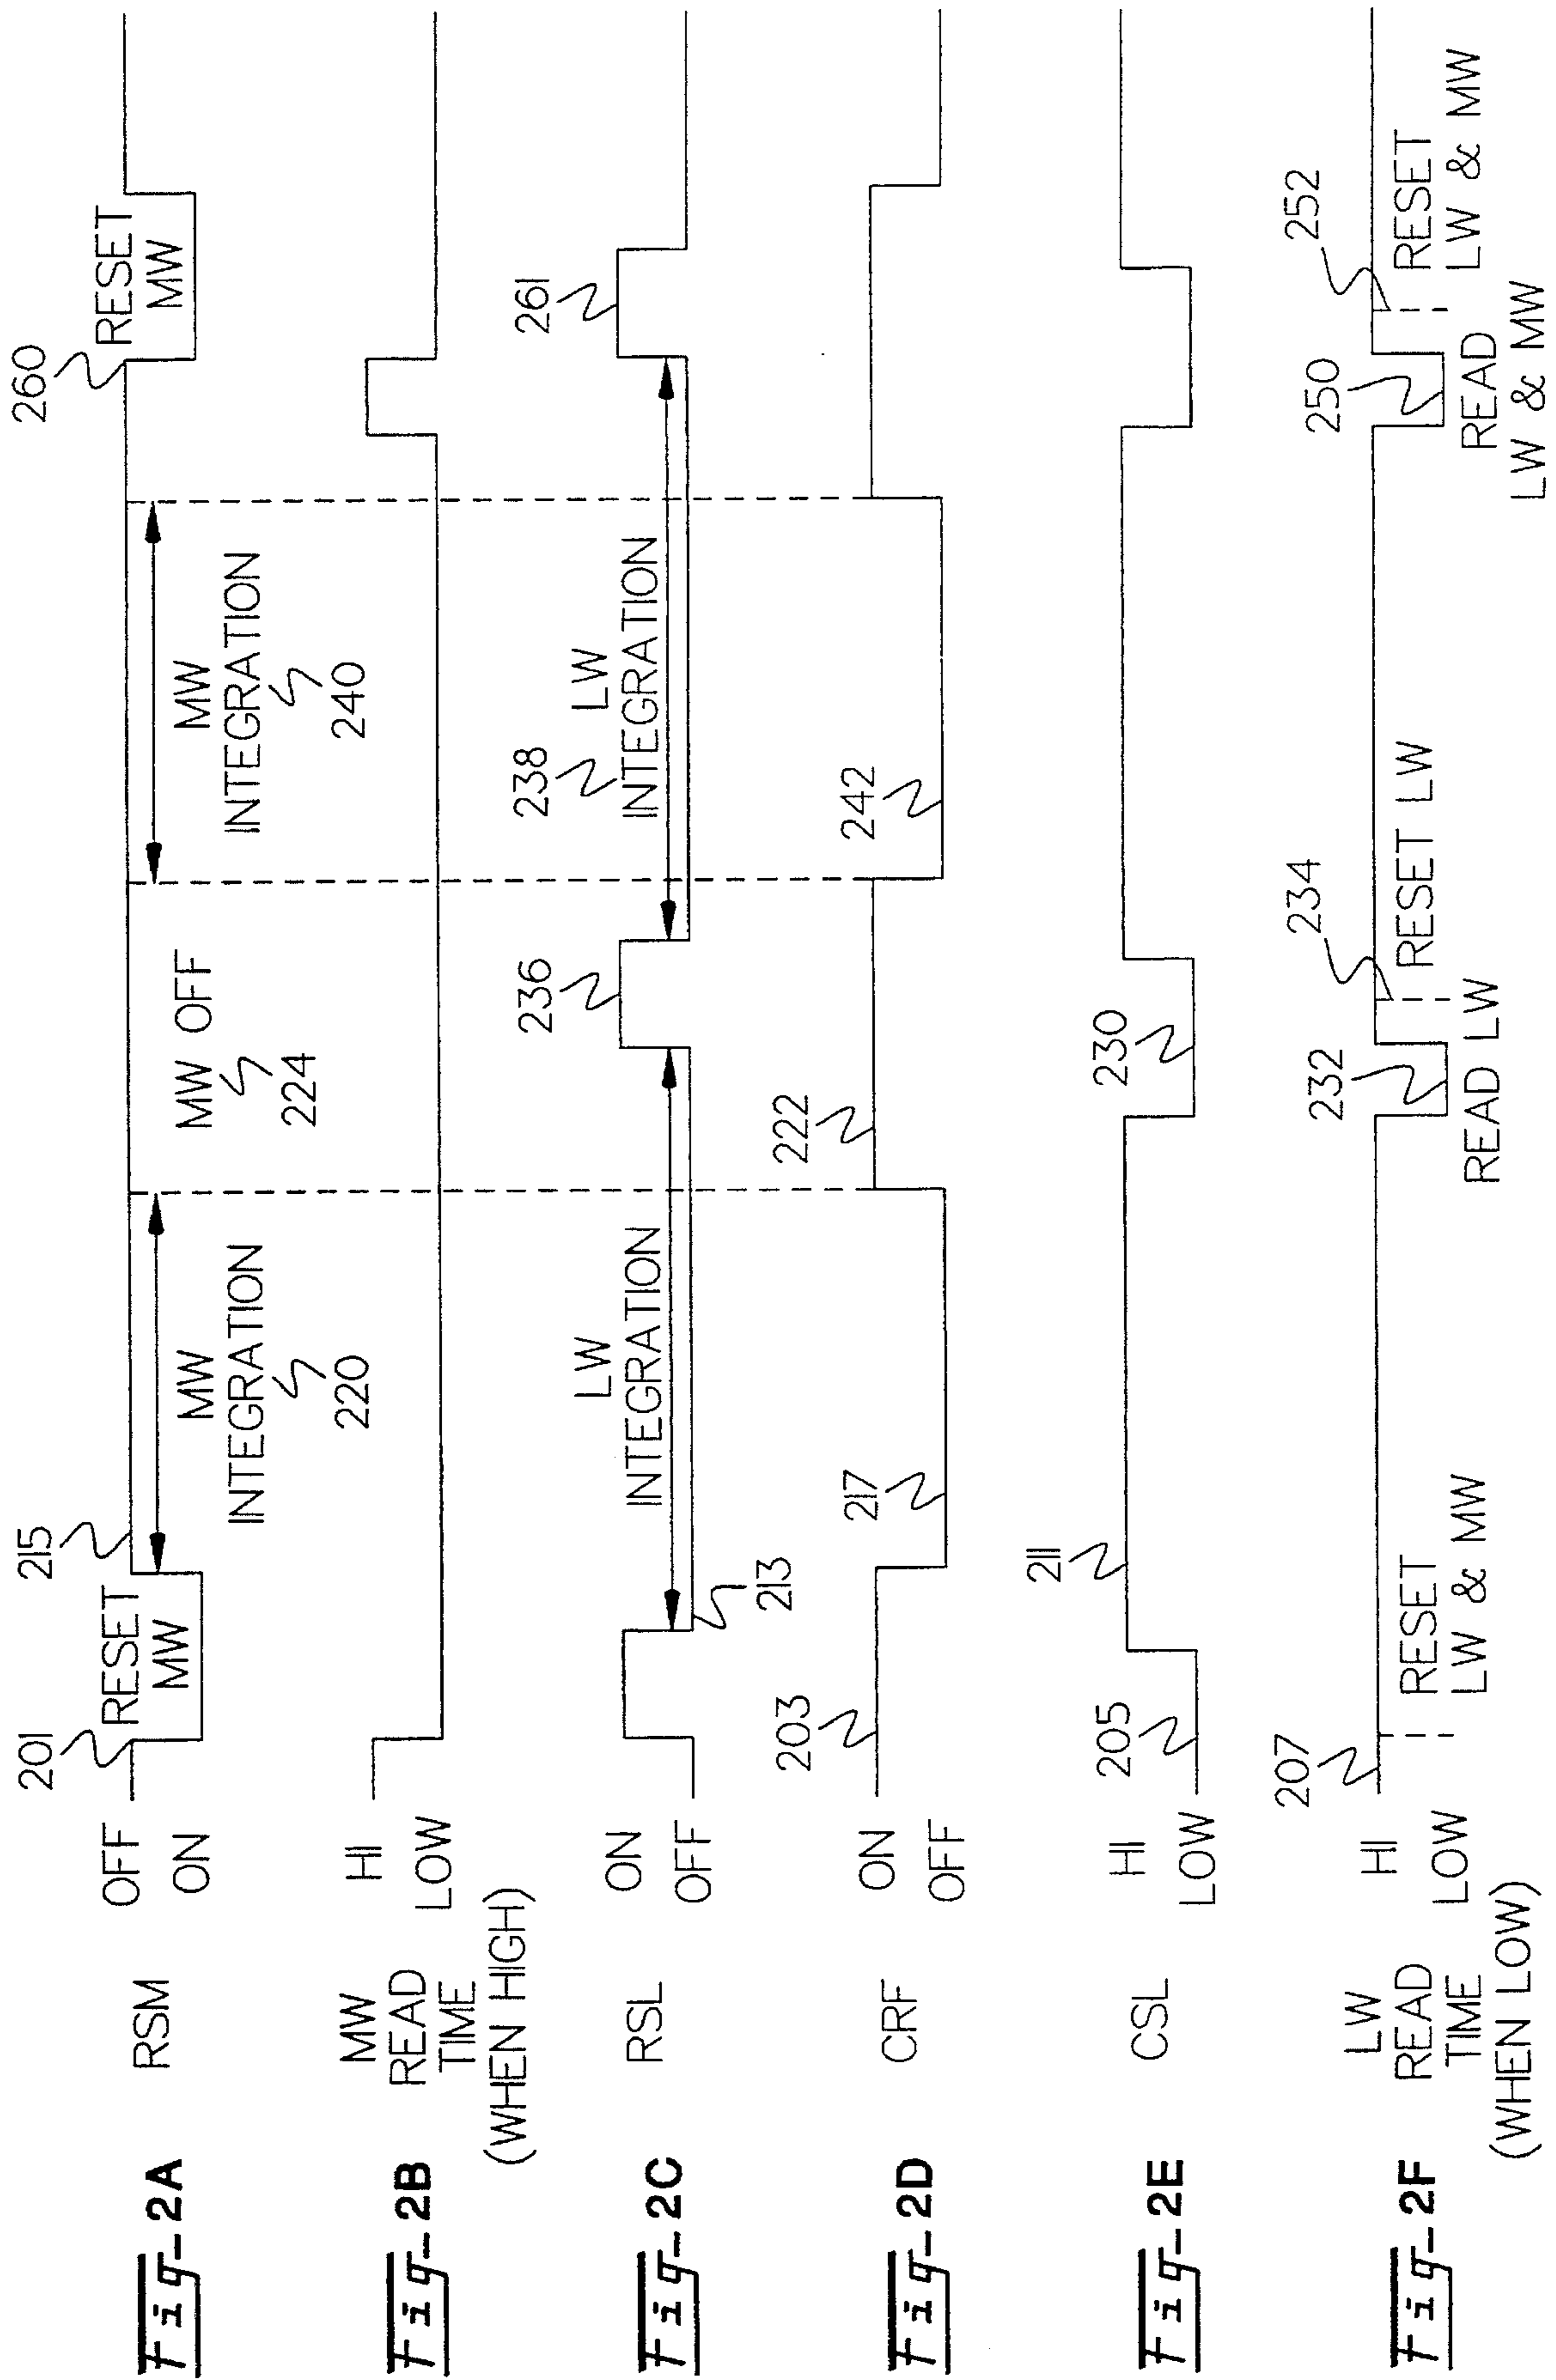 Fig-2A
RSM
OFF
ON
201
RESET
MW
215
MW
INTEGRATION
220
MW OFF
224
MW
INTEGRATION
240
260
RESET
MW
Fig-2B
MW
READ
TIME
(WHEN HIGH)
HI
LOW
Fig-2C
RSL
ON
OFF
213
LW
INTEGRATION
236
238
LW
INTEGRATION
261
Fig-2D
CRF
ON
OFF
203
217
222
242
Fig-2E
CSL
HI
LOW
205
211
230
Fig-2F
LW
READ
TIME
(WHEN LOW)
HI
LOW
207
RESET
LW & MW
232
READ LW
234
RESET LW
250
READ
LW & MW
252
RESET
LW & MW